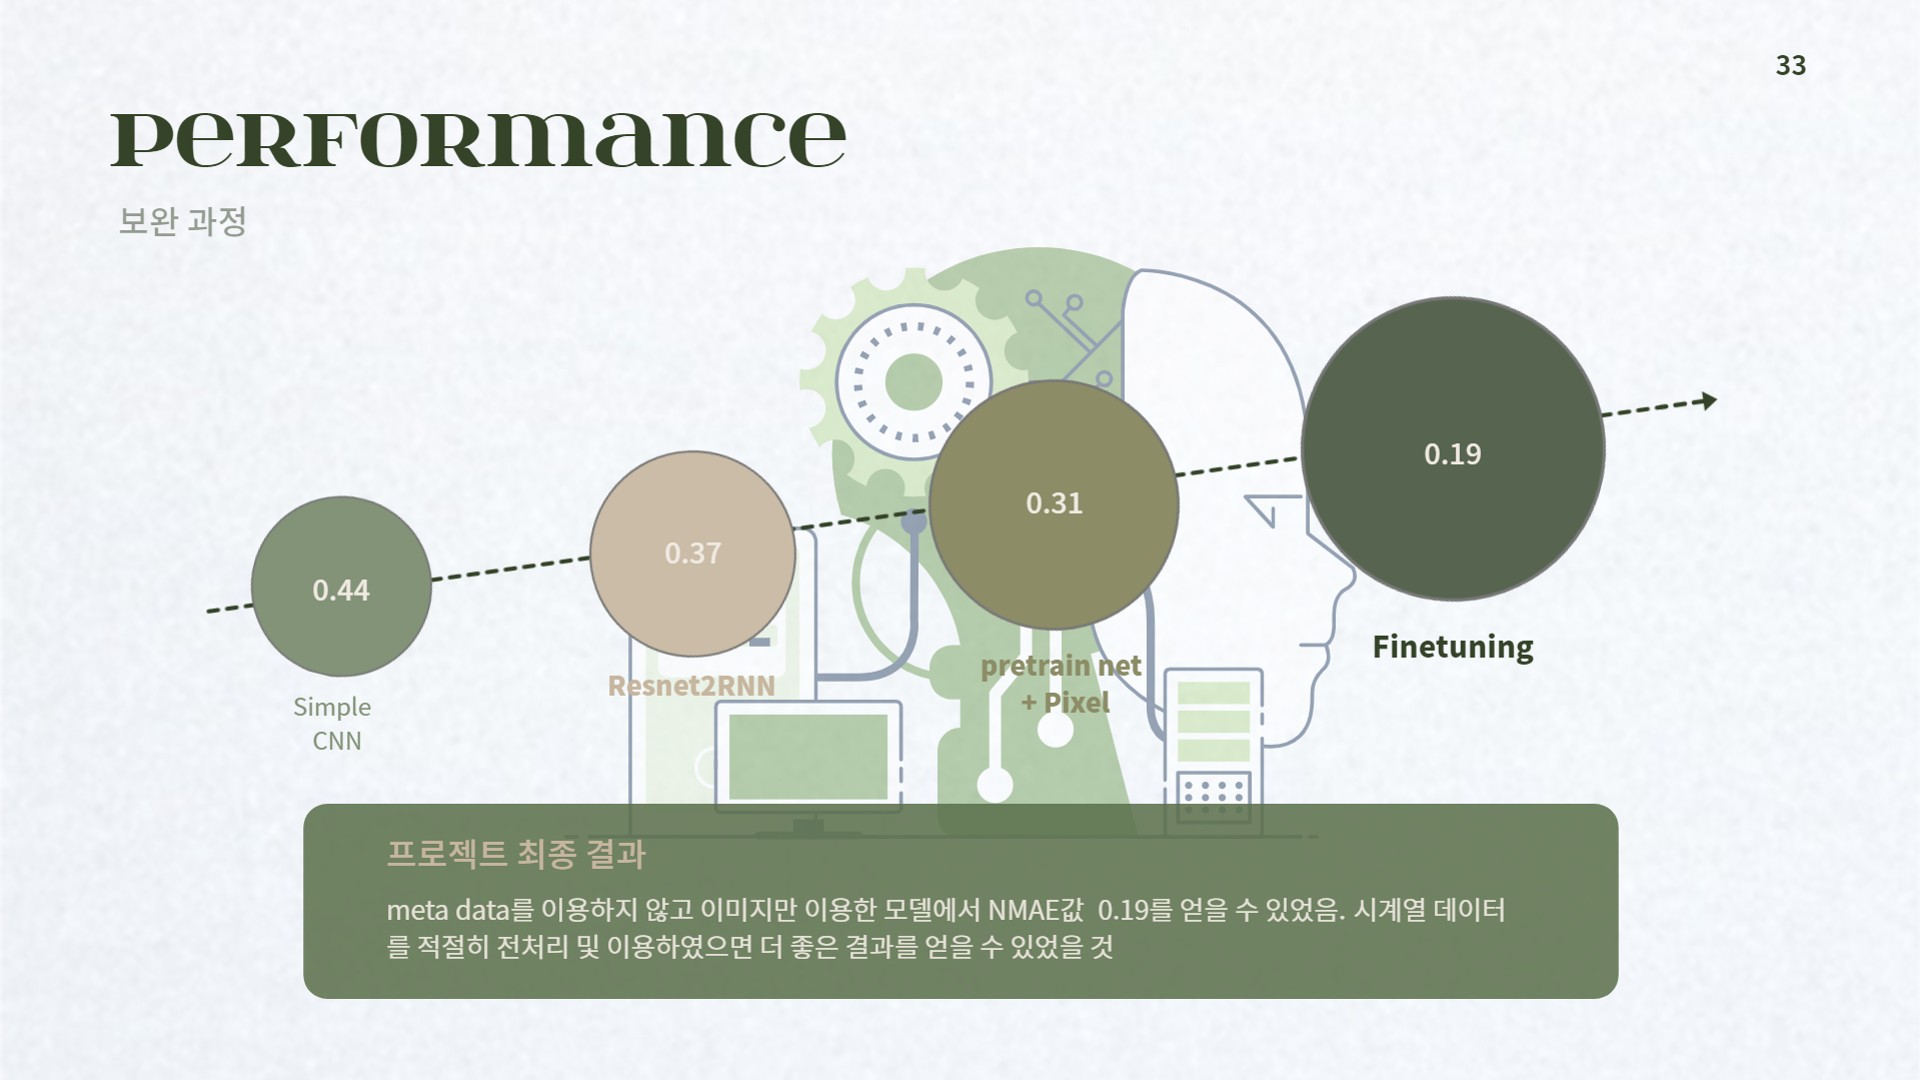 33
PeRFORmance
보완 과정
0.44
0.37
0.31
0.19
Simple
CNN
Resnet2RNN
pretrain net
+ Pixel
Finetuning
프로젝트 최종 결과
meta data를 이용하지 않고 이미지만 이용한 모델에서 NMAE값 0.19를 얻을 수 있었음. 시계열 데이터
를 적절히 전처리 및 이용하였으면 더 좋은 결과를 얻을 수 있었을 것